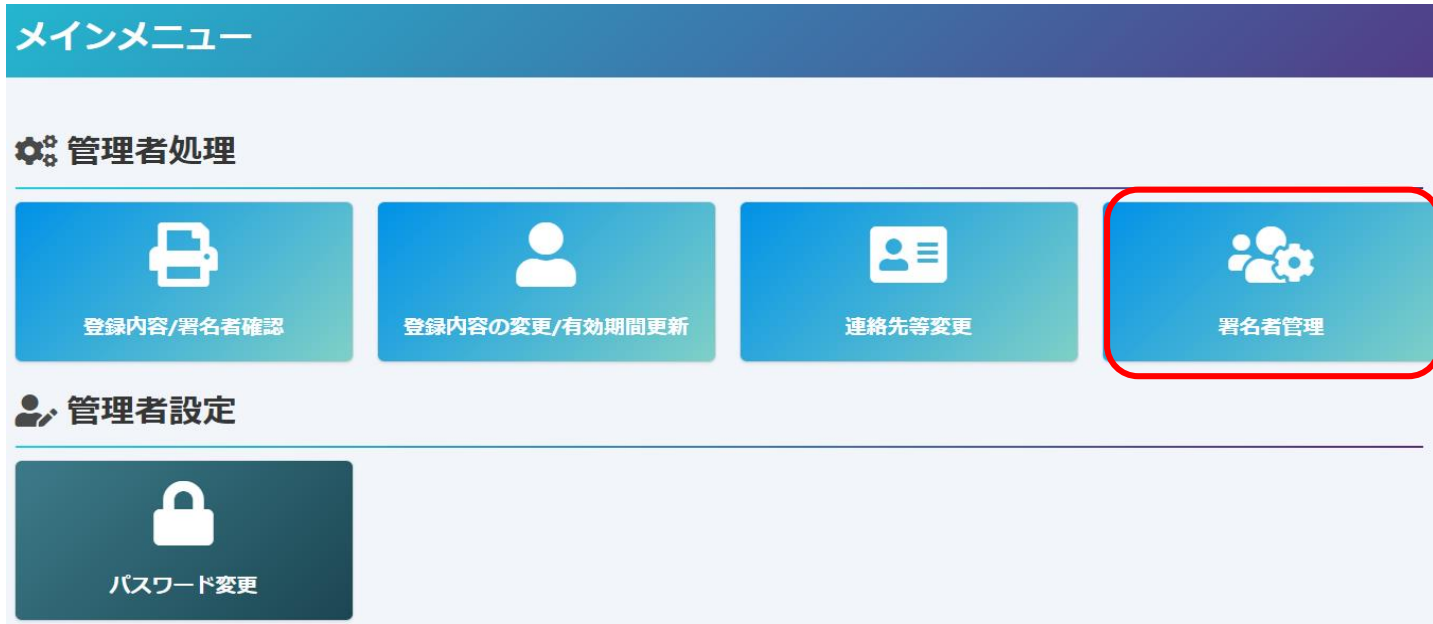 メインメニュー
管理者処理
登録内容/署名者確認
登録内容の変更/有効期間更新
連絡先等変更
署名者管理
管理者設定
パスワード変更